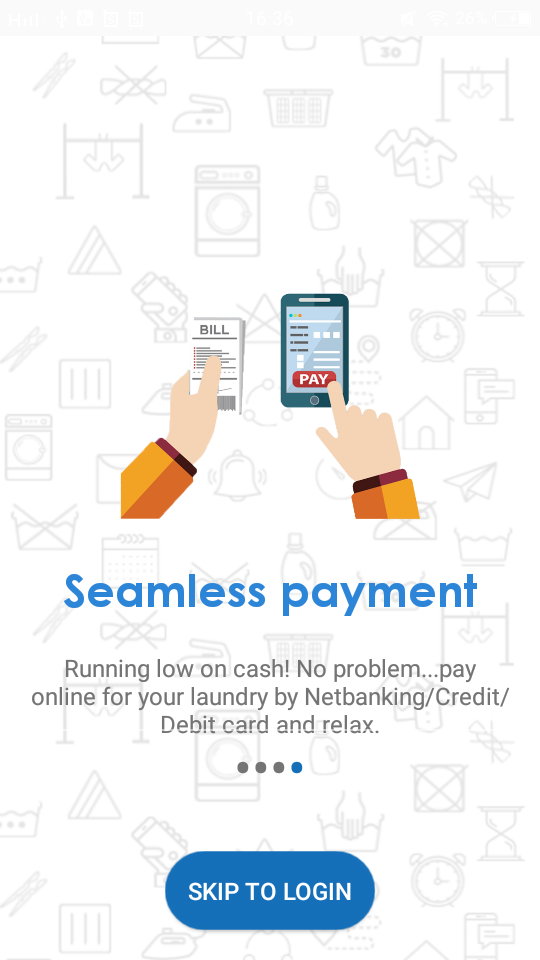 Hutch
16:36
26%
30
BILL
PAY
Seamless payment
Running low on cash! No problem...pay
online for your laundry by Netbanking/Credit/
Debit card and relax.
SKIP TO LOGIN